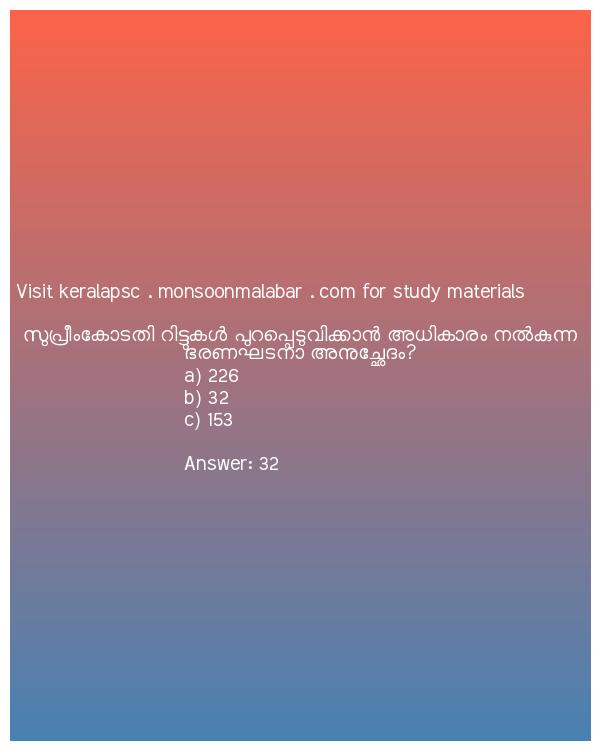 Visit keralapsc . monsoonmalabar . com for study materials
സുപ്രീംകോടതി റിട്ടുകൾ പുറപ്പെടുവിക്കാൻ അധികാരം നൽകുന്ന
ഭരണഘടനാ അനുച്ഛേദം?
a) 226
b) 32
c) 153
Answer: 32